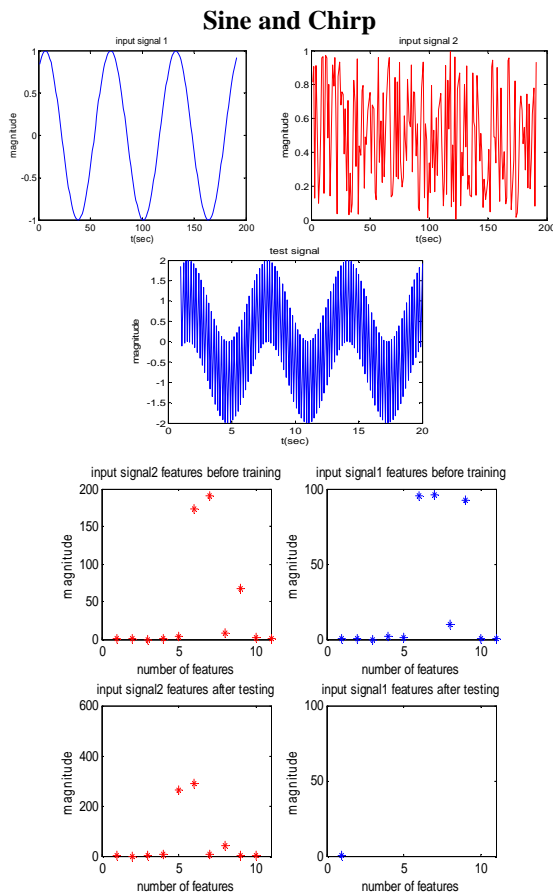 Sine and Chirp
input signal 1
input signal 2
1
0.5
0
-0.5
-1
magnitude
0 50 100 150 200
t(sec)
1
0.8
0.6
0.4
0.2
0
magnitude
0 50 100 150 200
t(sec)
test signal
2
1.5
1
0.5
0
-0.5
-1
-1.5
-2
magnitude
0 5 10 15 20
t(sec)
input signal2 features before training
200
150
100
50
0
magnitude
0 5 10
number of features
input signal1 features before training
100
50
0
magnitude
0 5 10
number of features
input signal2 features after testing
600
400
200
0
magnitude
0 5 10
number of features
input signal1 features after testing
100
50
0
magnitude
0 5 10
number of features